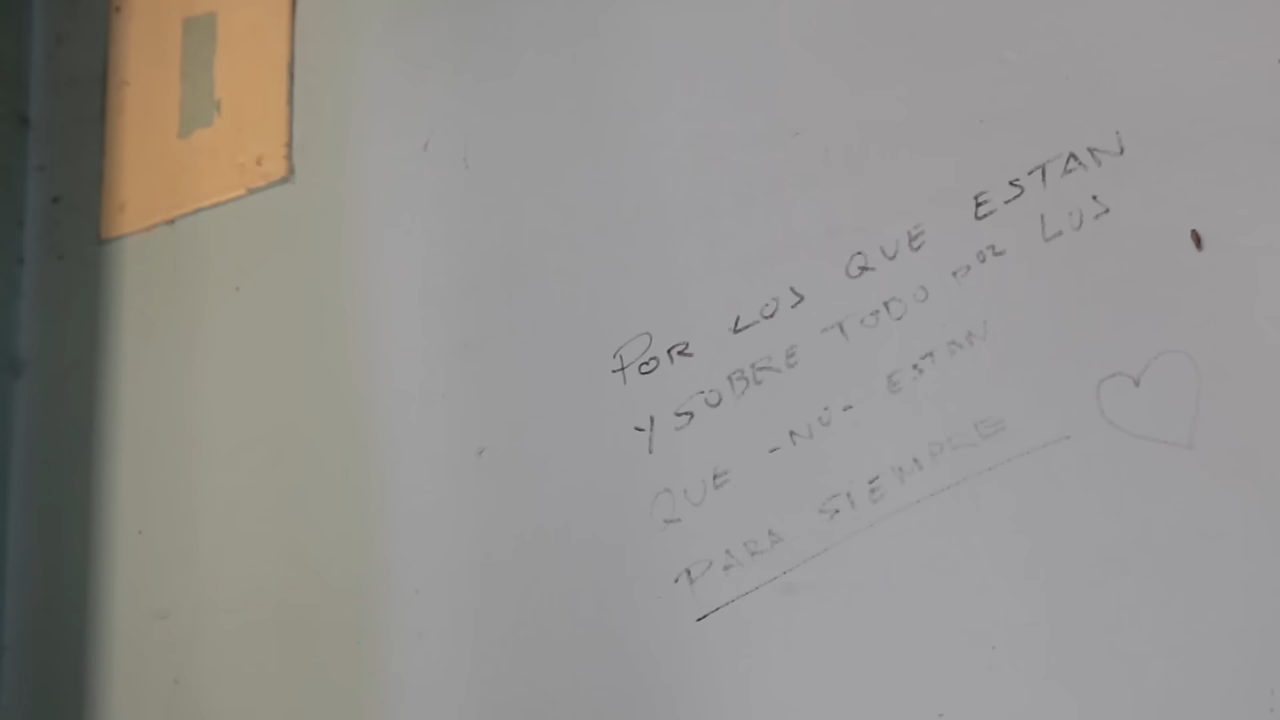 POR LOS QUE ESTAN
Y SOBRE TODO POR LOS
QUE -NO- ESTAN
PARA SIEMPRE